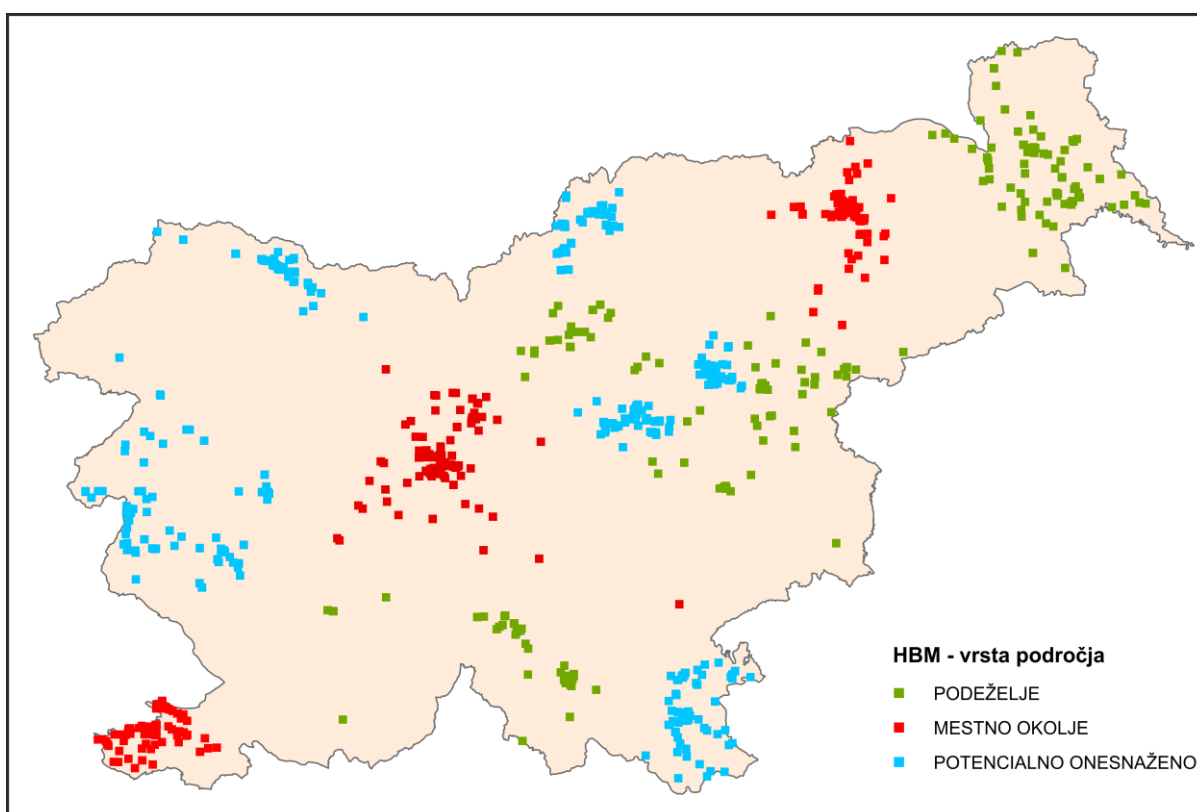 HBM - vrsta področja
PODEŽELJE
MESTNO OKOLJE
POTENCIALNO ONESNAŽENO